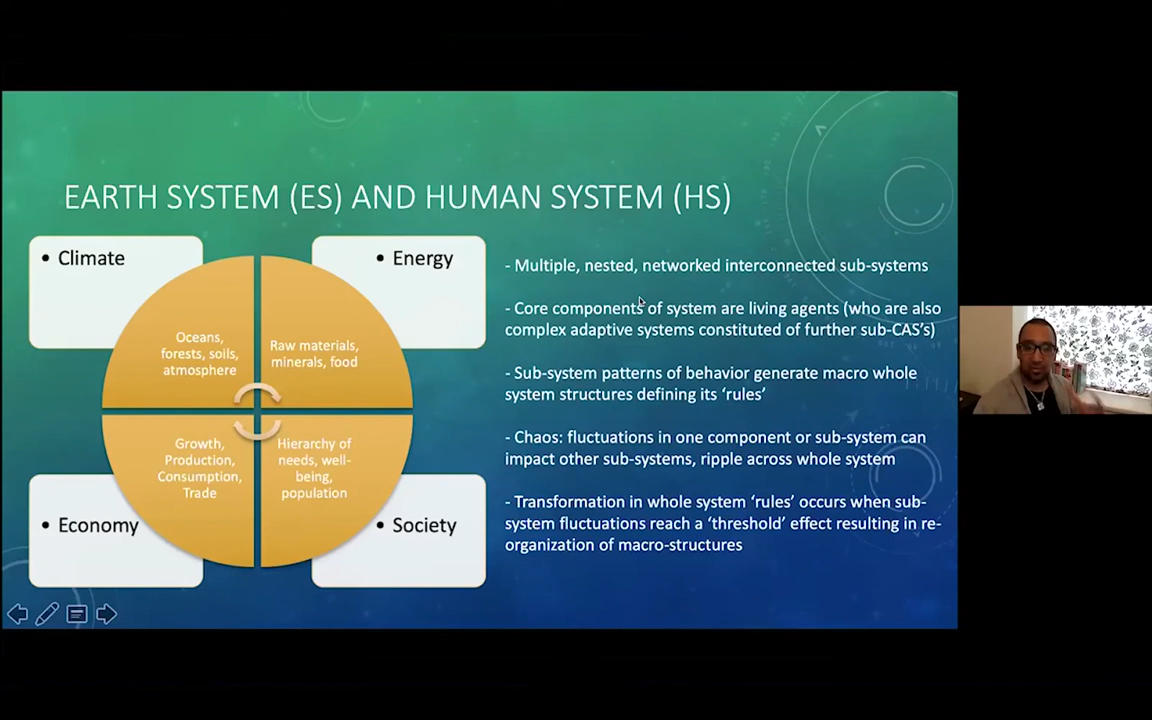 EARTH SYSTEM (ES) AND HUMAN SYSTEM (HS)
• Climate
• Energy
Oceans,
forests, soils,
atmosphere
Raw materials,
minerals, food
Growth,
Production,
Consumption,
Trade
Hierarchy of
needs, well-
being,
population
• Economy
• Society
- Multiple, nested, networked interconnected sub-systems
- Core components of system are living agents (who are also
complex adaptive systems constituted of further sub-CAS’s)
- Sub-system patterns of behavior generate macro whole
system structures defining its ‘rules’
- Chaos: fluctuations in one component or sub-system can
impact other sub-systems, ripple across whole system
- Transformation in whole system ‘rules’ occurs when sub-
system fluctuations reach a ‘threshold’ effect resulting in re-
organization of macro-structures